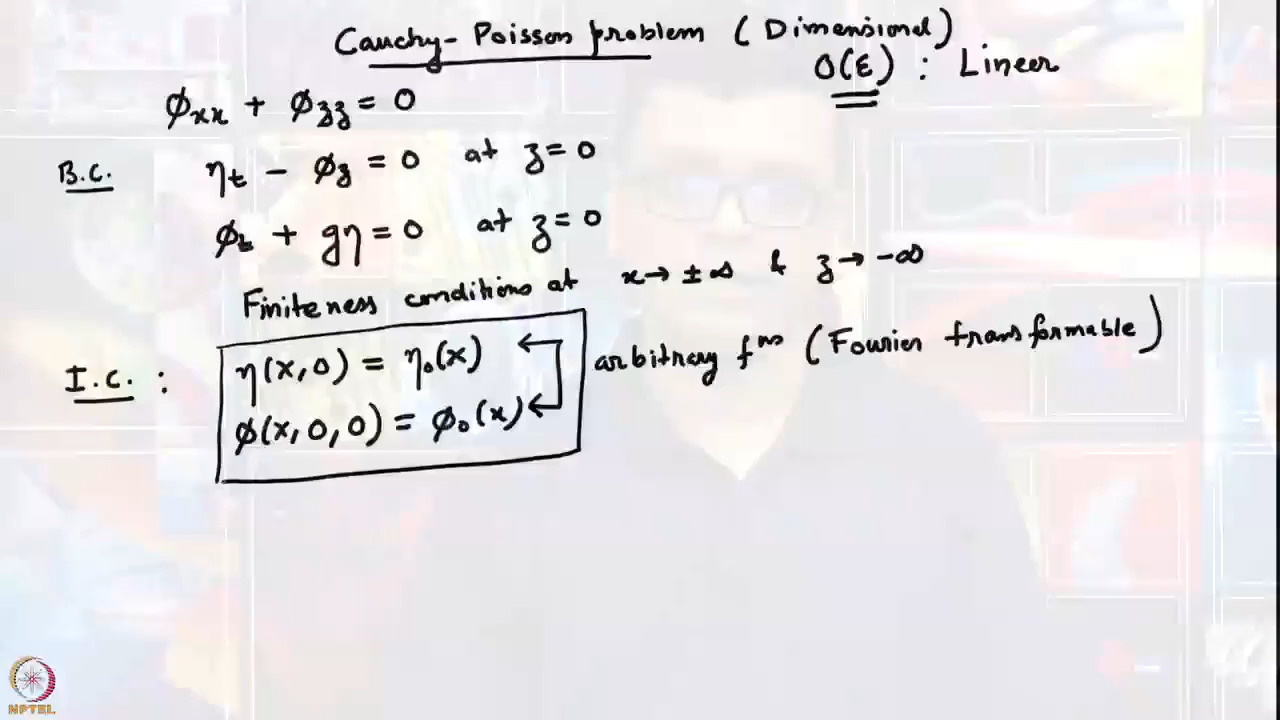 Cauchy-Poisson problem (Dimensional)
O(ε) : Linear
ϕxx + ϕzz = 0
B.C. ηt - ϕz = 0 at z=0
ϕt + gη = 0 at z=0
Finiteness conditions at x→ ±∞ & z→ -∞
I.C. : η(x,0) = η₀(x) arbitrary fⁿˢ (Fourier transformable)
ϕ(x,0,0) = ϕ₀(x)
NPTEL